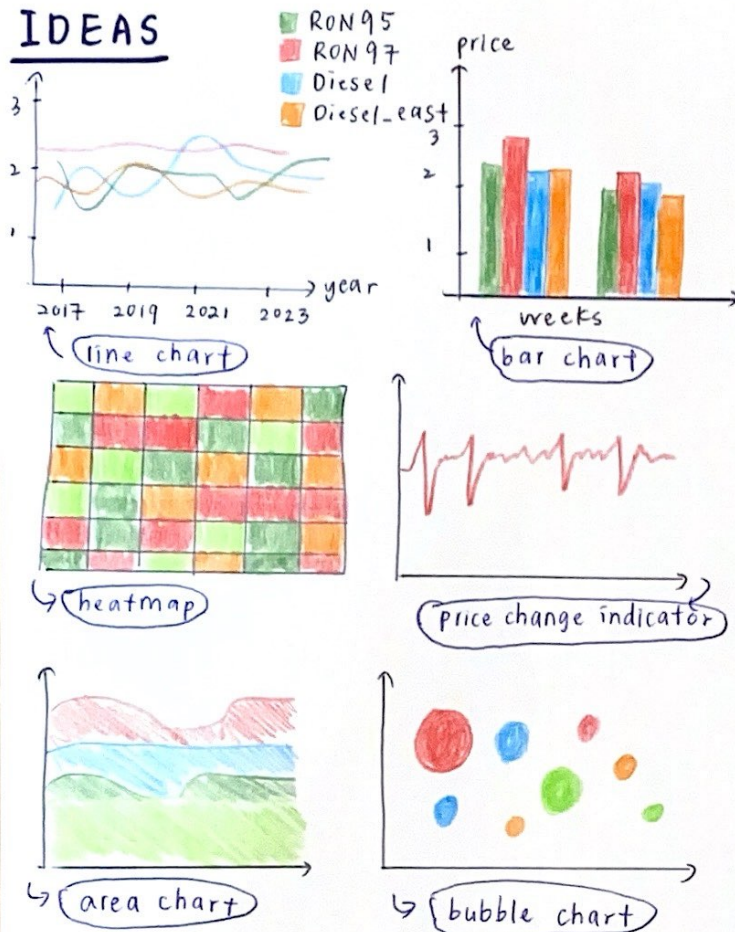 IDEAS
RON95
RON97
Diesel
Diesel_east
3
2
1
2017 2019 2021 2023
year
line chart
price
3
2
1
weeks
bar chart
heatmap
price change indicator
area chart
bubble chart